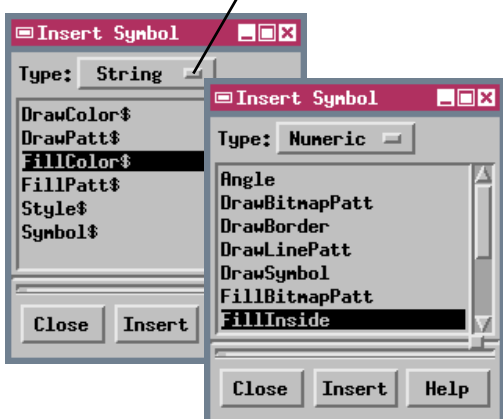 Insert Symbol
Type: String
DrawColor$
DrawPatt$
FillColor$
FillPatt$
Style$
Symbol$
Close Insert
Insert Symbol
Type: Numeric
Angle
DrawBitmapPatt
DrawBorder
DrawLinePatt
DrawSymbol
FillBitmapPatt
FillInside
Close Insert Help